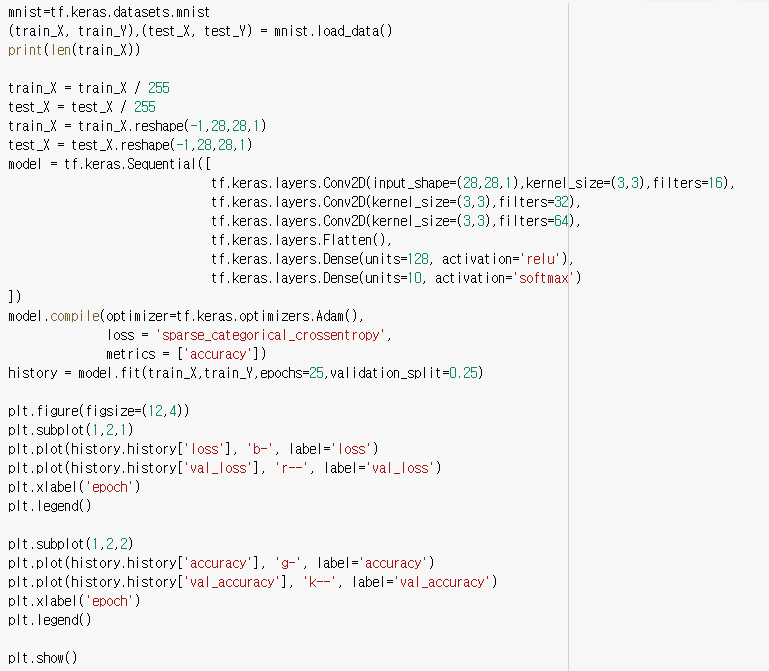 mnist=tf.keras.datasets.mnist
(train_X, train_Y),(test_X, test_Y) = mnist.load_data()
print(len(train_X))
train_X = train_X / 255
test_X = test_X / 255
train_X = train_X.reshape(-1,28,28,1)
test_X = test_X.reshape(-1,28,28,1)
model = tf.keras.Sequential([
tf.keras.layers.Conv2D(input_shape=(28,28,1),kernel_size=(3,3),filters=16),
tf.keras.layers.Conv2D(kernel_size=(3,3),filters=32),
tf.keras.layers.Conv2D(kernel_size=(3,3),filters=64),
tf.keras.layers.Flatten(),
tf.keras.layers.Dense(units=128, activation='relu'),
tf.keras.layers.Dense(units=10, activation='softmax')
])
model.compile(optimizer=tf.keras.optimizers.Adam(),
loss = 'sparse_categorical_crossentropy',
metrics = ['accuracy'])
history = model.fit(train_X,train_Y,epochs=25,validation_split=0.25)
plt.figure(figsize=(12,4))
plt.subplot(1,2,1)
plt.plot(history.history['loss'], 'b-', label='loss')
plt.plot(history.history['val_loss'], 'r--', label='val_loss')
plt.xlabel('epoch')
plt.legend()
plt.subplot(1,2,2)
plt.plot(history.history['accuracy'], 'g-', label='accuracy')
plt.plot(history.history['val_accuracy'], 'k--', label='val_accuracy')
plt.xlabel('epoch')
plt.legend()
plt.show()